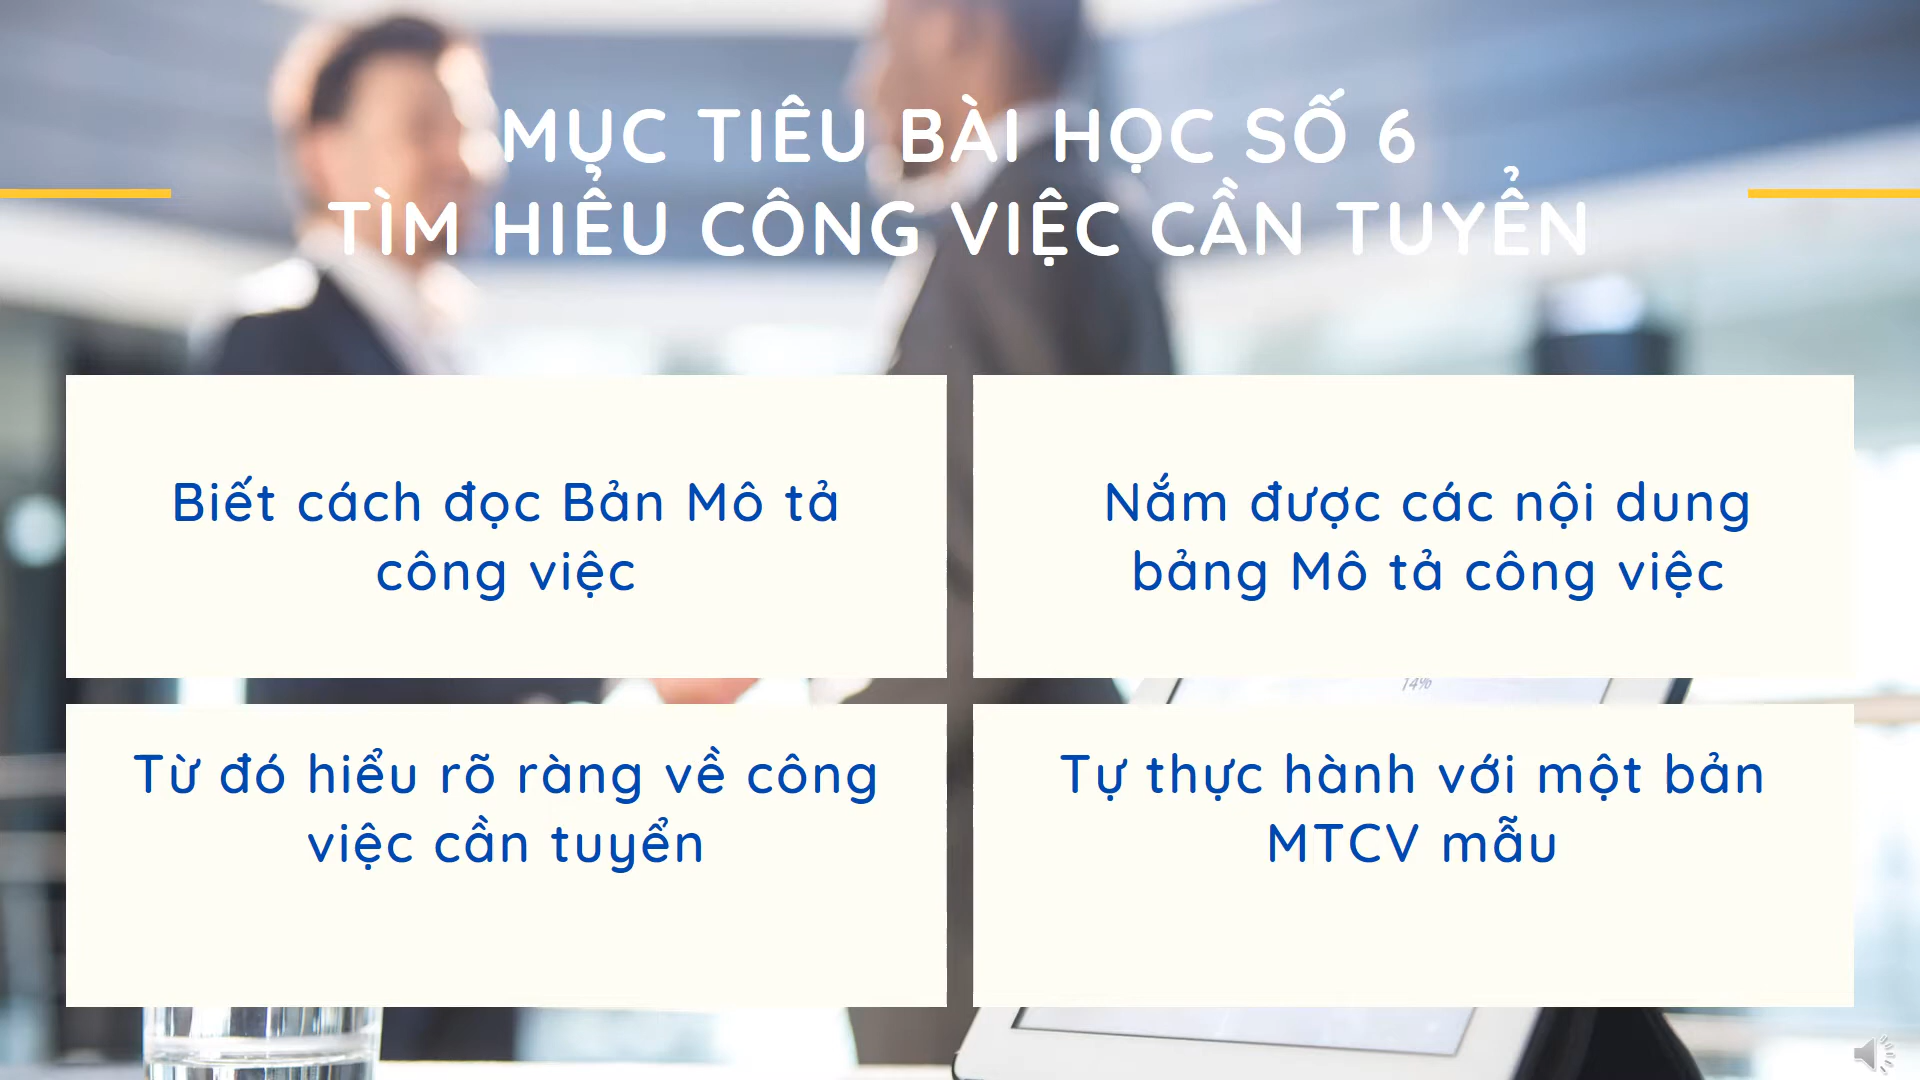 MỤC TIÊU BÀI HỌC SỐ 6
TÌM HIỂU CÔNG VIỆC CẦN TUYỂN
Biết cách đọc Bản Mô tả
công việc
Nắm được các nội dung
bảng Mô tả công việc
14%
Từ đó hiểu rõ ràng về công
việc cần tuyển
Tự thực hành với một bản
MTCV mẫu